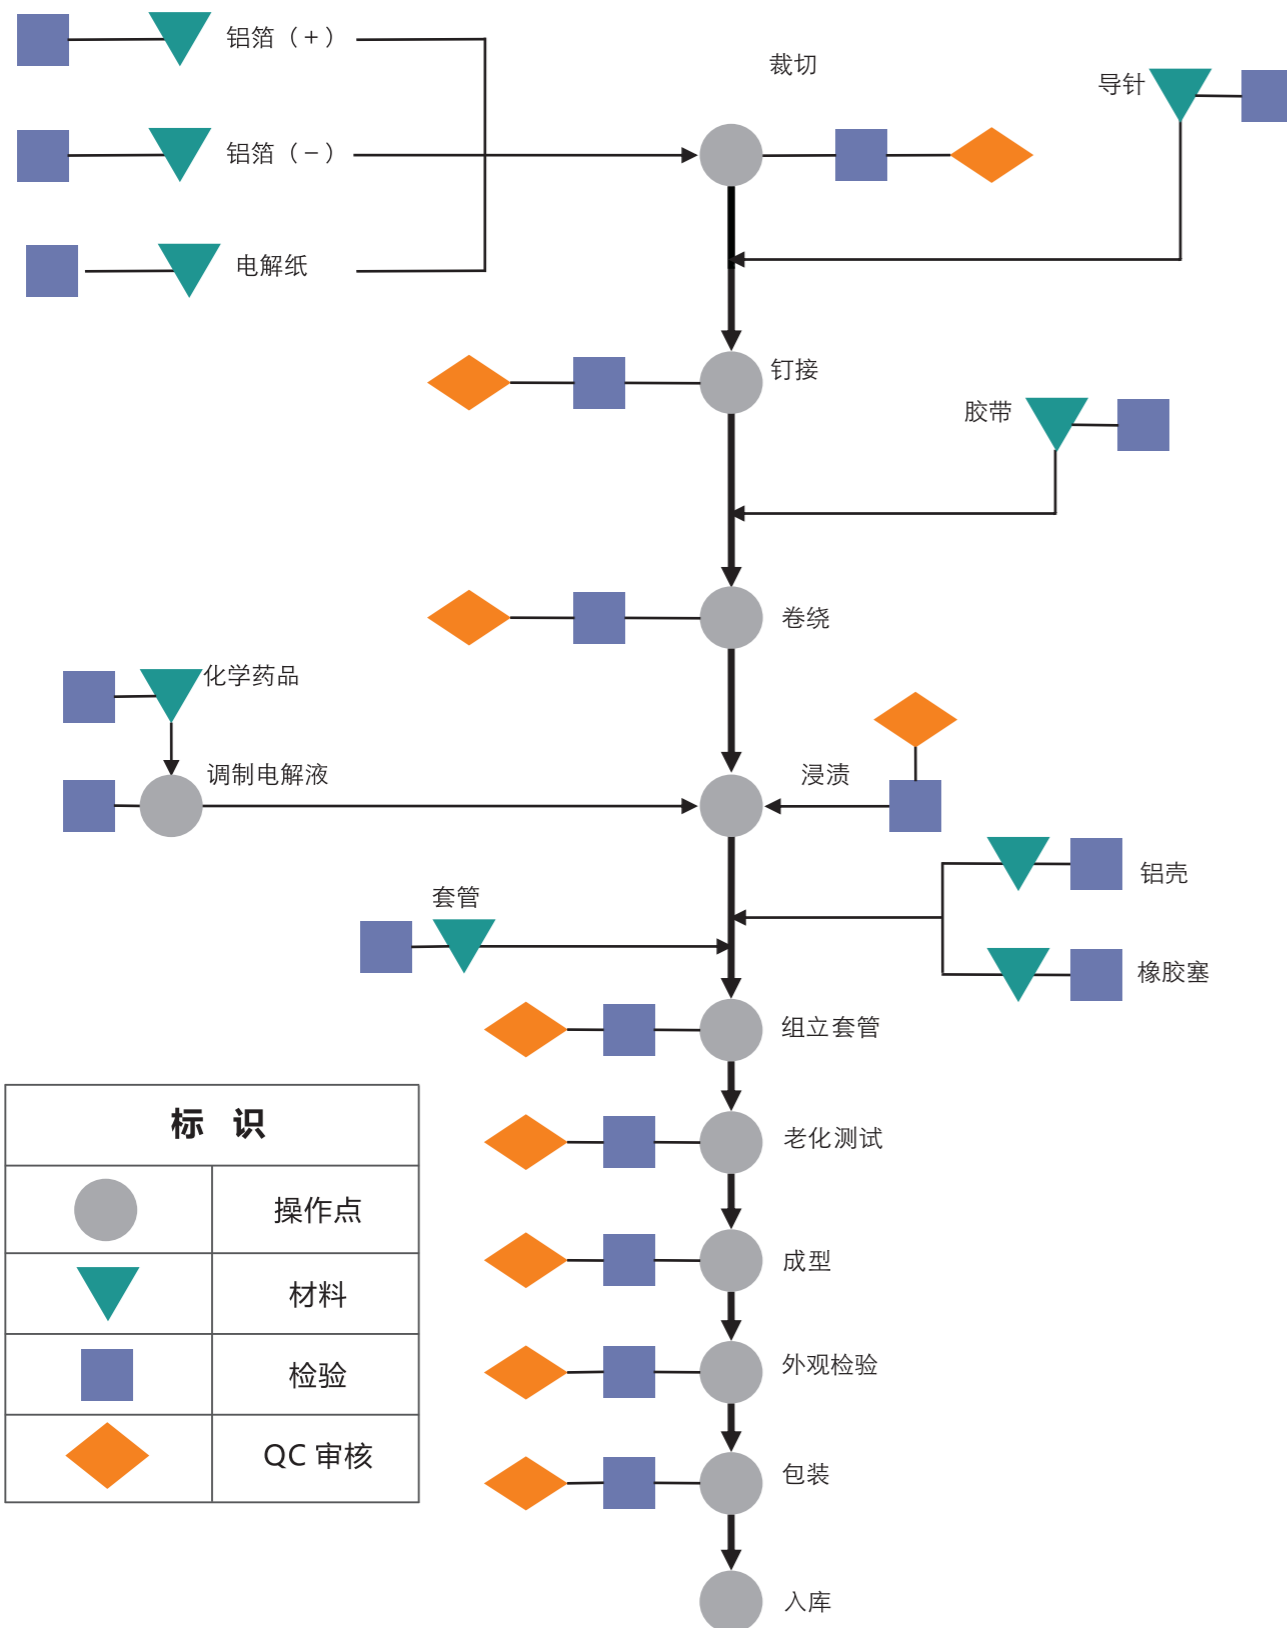 铝箔（+）
裁切
导针
铝箔（-）
电解纸
钉接
胶带
卷绕
化学药品
调制电解液
浸渍
铝壳
套管
橡胶塞
组立套管
标 识
老化测试
操作点
成型
材料
外观检验
检验
QC 审核
包装
入库